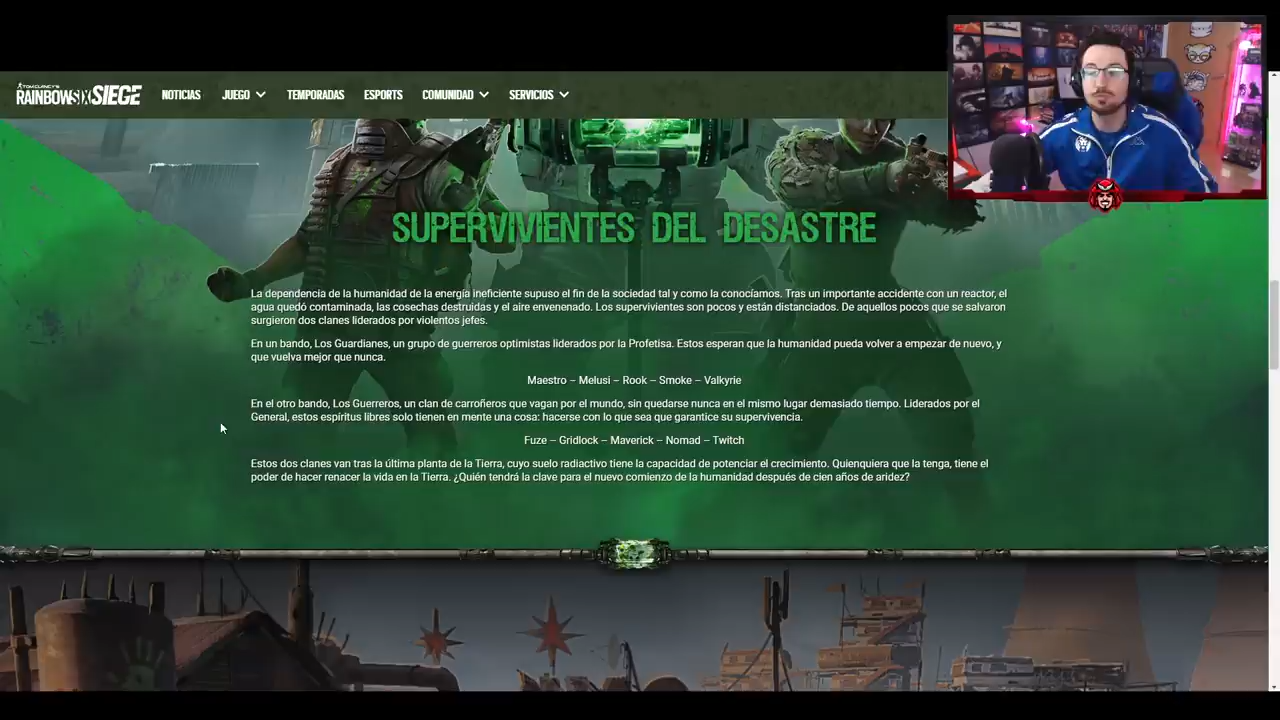 TOM CLANCY'S
RAINBOWSIX SIEGE
NOTICIAS JUEGO TEMPORADAS ESPORTS COMUNIDAD SERVICIOS
SUPERVIVIENTES DEL DESASTRE
La dependencia de la humanidad de la energía ineficiente supuso el fin de la sociedad tal y como la conocíamos. Tras un importante accidente con un reactor, el
agua quedó contaminada, las cosechas destruidas y el aire envenenado. Los supervivientes son pocos y están distanciados. De aquellos pocos que se salvaron
surgieron dos clanes liderados por violentos jefes.
En un bando, Los Guardianes, un grupo de guerreros optimistas liderados por la Profetisa. Estos esperan que la humanidad pueda volver a empezar de nuevo, y
que vuelva mejor que nunca.
Maestro – Melusi – Rook – Smoke – Valkyrie
En el otro bando, Los Guerreros, un clan de carroñeros que vagan por el mundo, sin quedarse nunca en el mismo lugar demasiado tiempo. Liderados por el
General, estos espíritus libres solo tienen en mente una cosa: hacerse con lo que sea que garantice su supervivencia.
Fuze – Gridlock – Maverick – Nomad – Twitch
Estos dos clanes van tras la última planta de la Tierra, cuyo suelo radiactivo tiene la capacidad de potenciar el crecimiento. Quienquiera que la tenga, tiene el
poder de hacer renacer la vida en la Tierra. ¿Quién tendrá la clave para el nuevo comienzo de la humanidad después de cien años de aridez?